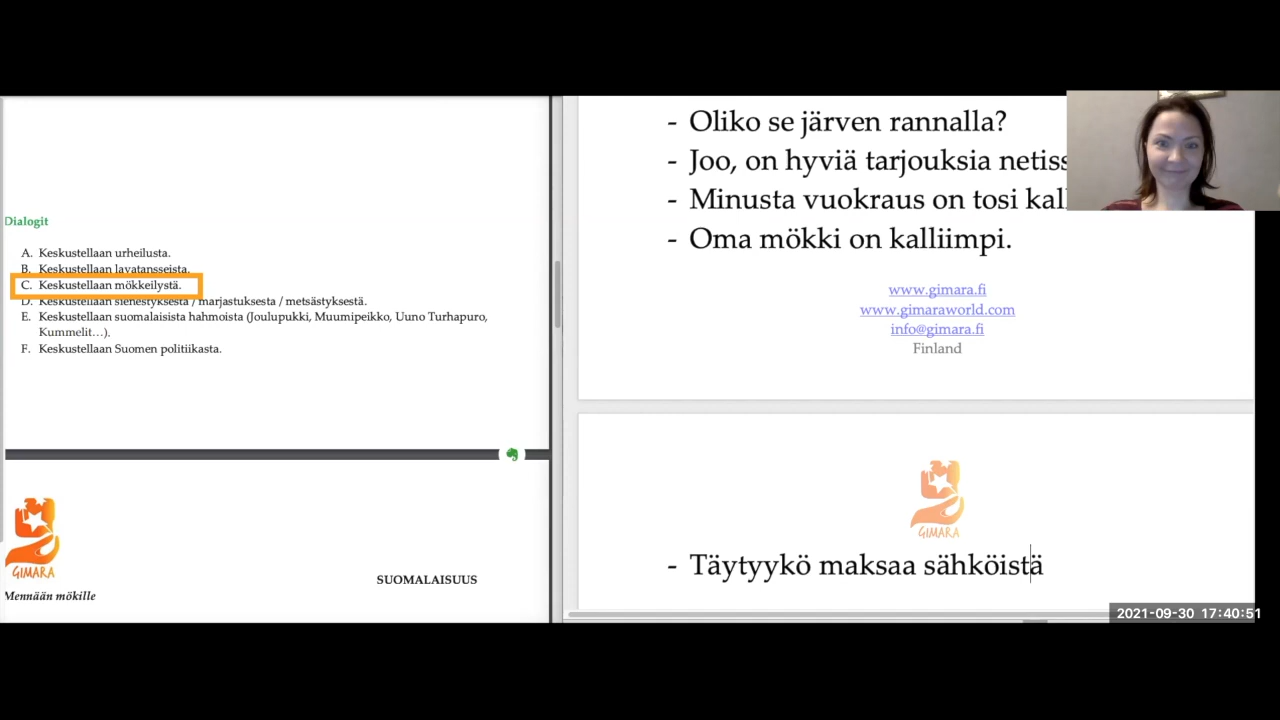 Dialogit
A. Keskustellaan urheilusta.
B. Keskustellaan lavatansseista.
C. Keskustellaan mökkeilystä.
D. Keskustellaan sienestyksestä / marjastuksesta / metsästyksestä.
E. Keskustellaan suomalaisista hahmoista (Joulupukki, Muumipeikko, Uuno Turhapuro,
Kummelit…).
F. Keskustellaan Suomen politiikasta.
GIMARA
SUOMALAISUUS
Mennään mökille
- Oliko se järven rannalla?
- Joo, on hyviä tarjouksia
- Minusta vuokraus on tosi
- Oma mökki on kalliimpi.
www.gimara.fi
www.gimaraworld.com
info@gimara.fi
Finland
GIMARA
- Täytyykö maksaa sähköistä
2021-09-30 17:40:51